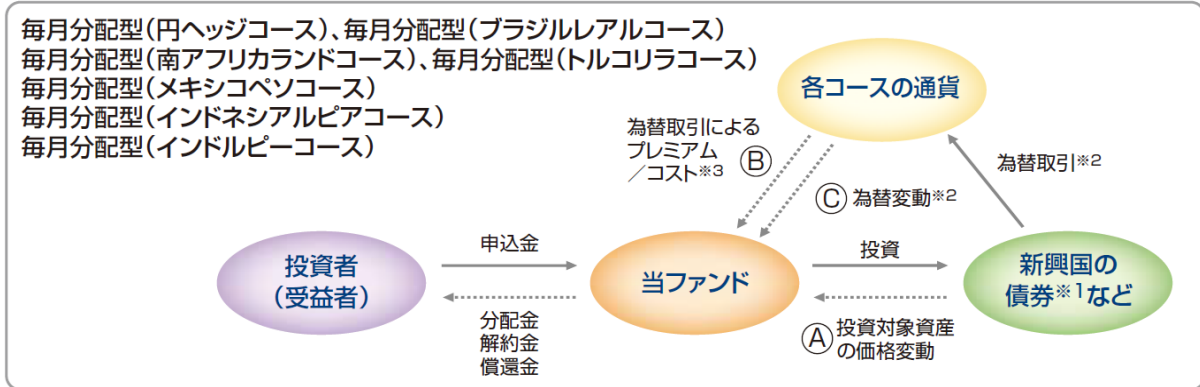 毎月分配型(円ヘッジコース)、毎月分配型(ブラジルレアルコース)
毎月分配型(南アフリカランドコース)、毎月分配型(トルコリラコース)
毎月分配型(メキシコペソコース)
毎月分配型(インドネシアルピアコース)
毎月分配型(インドルピーコース)
各コースの通貨
為替取引による
プレミアム
/コスト※3
Ⓑ
Ⓒ 為替変動※2
為替取引※2
投資者
(受益者)
申込金
分配金
解約金
償還金
当ファンド
投資
Ⓐ 投資対象資産
の価格変動
新興国の
債券※1など